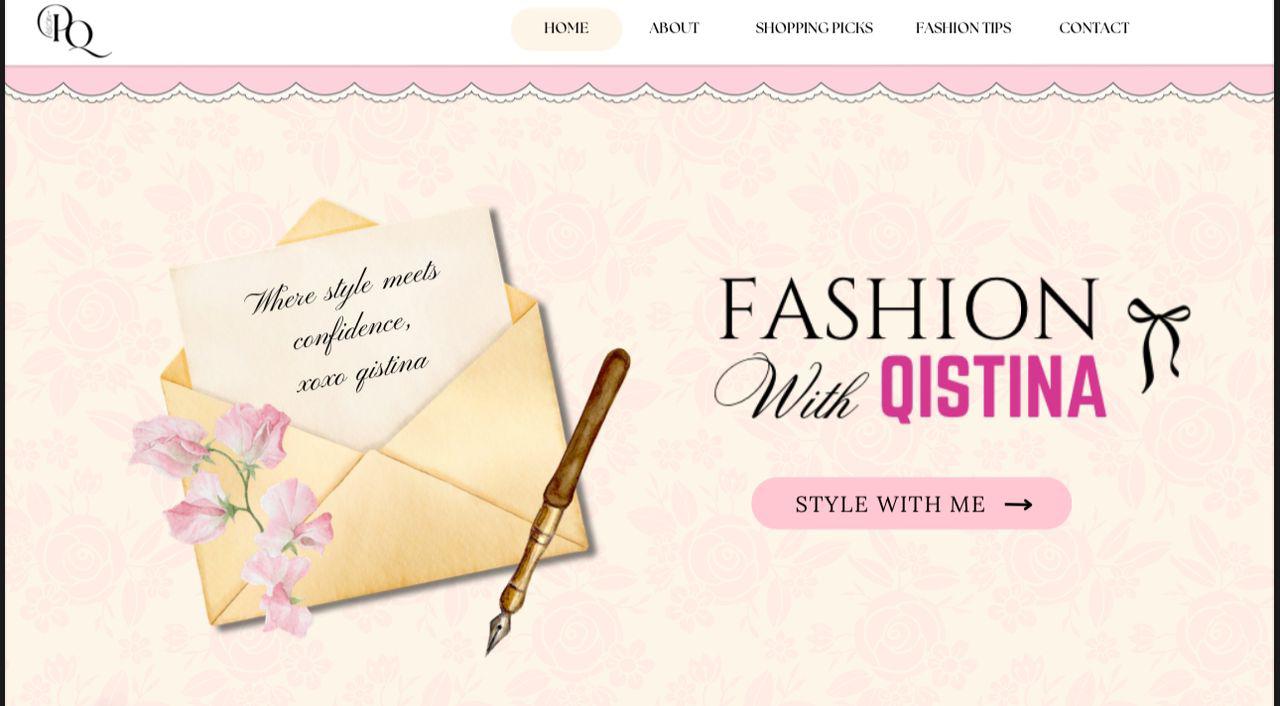 PQ
HOME
ABOUT
SHOPPING PICKS
FASHION TIPS
CONTACT
Where style meets
confidence,
xoxo qistina
FASHION
With QISTINA
STYLE WITH ME →